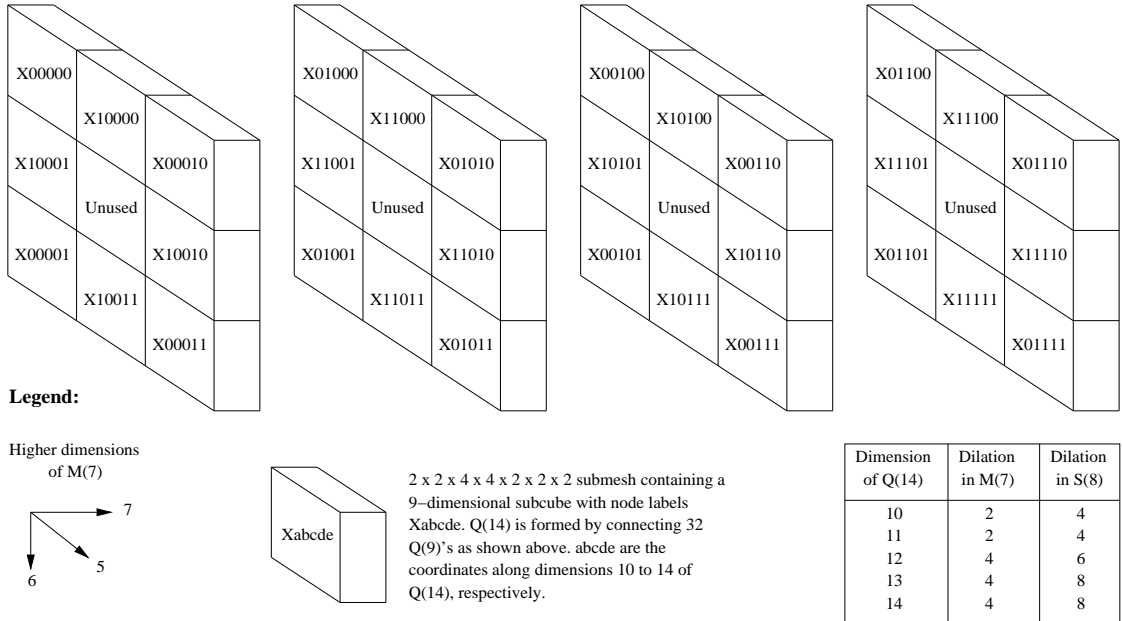 X00000
X10000
X10001
X00010
Unused
X00001
X10010
X10011
X00011
X01000
X11000
X11001
X01010
Unused
X01001
X11010
X11011
X01011
X00100
X10100
X10101
X00110
Unused
X00101
X10110
X10111
X00111
X01100
X11100
X11101
X01110
Unused
X01101
X11110
X11111
X01111
Legend:
Higher dimensions
of M(7)
7
5
6
Xabcde
2 x 2 x 4 x 4 x 2 x 2 x 2 submesh containing a
9−dimensional subcube with node labels
Xabcde. Q(14) is formed by connecting 32
Q(9)'s as shown above. abcde are the
coordinates along dimensions 10 to 14 of
Q(14), respectively.
Dimension Dilation Dilation
of Q(14) in M(7) in S(8)
10 2 4
11 2 4
12 4 6
13 4 8
14 4 8